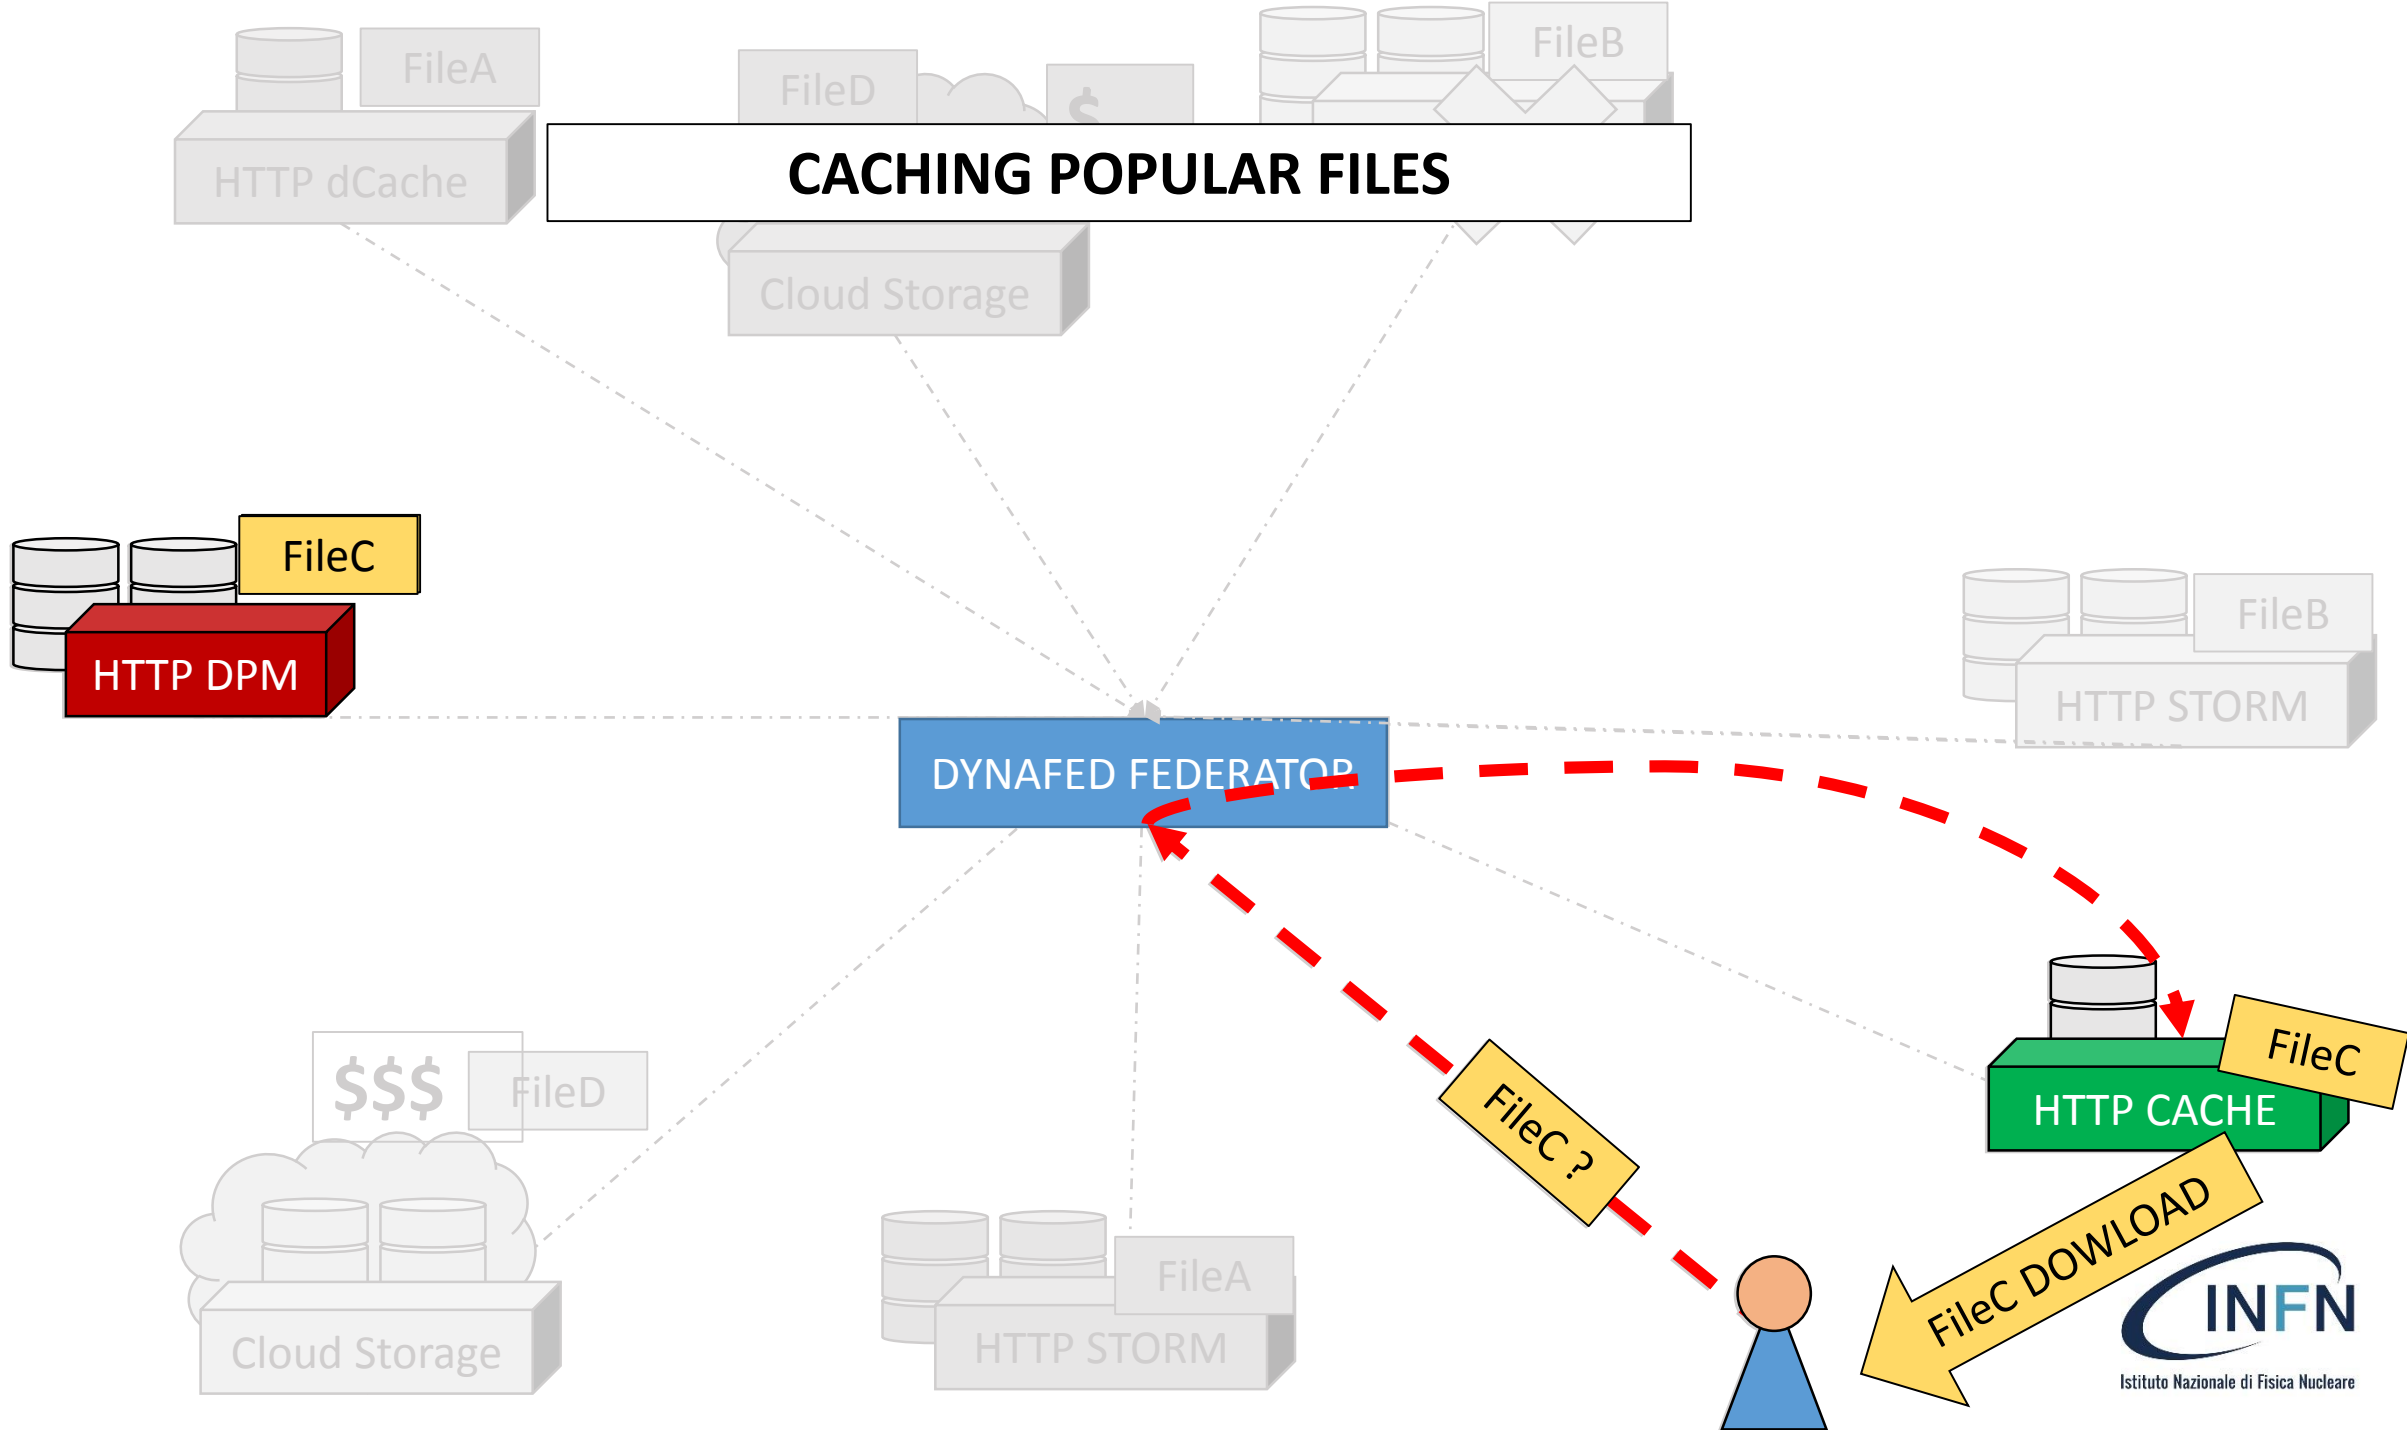 FileA
FileD
$
FileB
HTTP dCache
CACHING POPULAR FILES
Cloud Storage
FileC
HTTP DPM
FileB
HTTP STORM
DYNAFED FEDERATOR
FileC
HTTP CACHE
$$$
FileD
FileC ?
FileC DOWLOAD
FileA
HTTP STORM
Cloud Storage
INFN
Istituto Nazionale di Fisica Nucleare